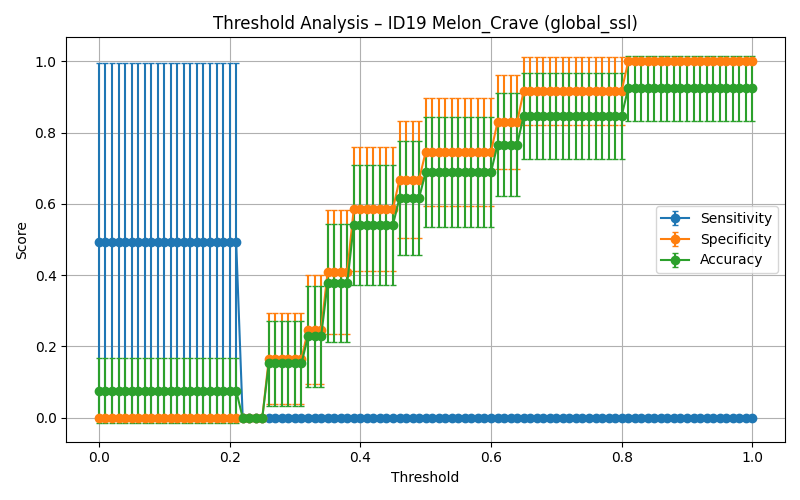 Threshold Analysis – ID19 Melon_Crave (global_ssl)
Score
1.0
0.8
0.6
0.4
0.2
0.0
Sensitivity
Specificity
Accuracy
0.0 0.2 0.4 0.6 0.8 1.0
Threshold